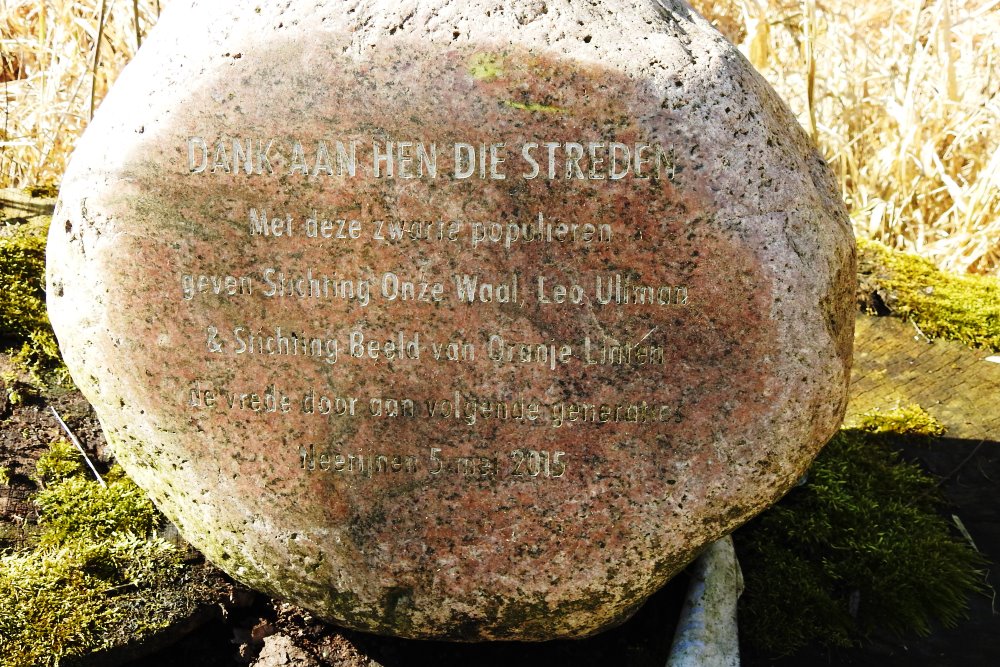 DANK AAN HEN DIE STREDEN
Met deze zwarte populieren
geven Stichting Onze Waal, Leo Uliman
& Stichting Beeld van Oranje Linten
de vrede door aan volgende generaties
Neerijnen 5 mei 2015